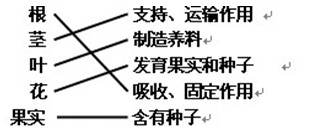 根 支持、运输作用
茎 制造养料
叶 发育果实和种子
花 吸收、固定作用
果实 含有种子